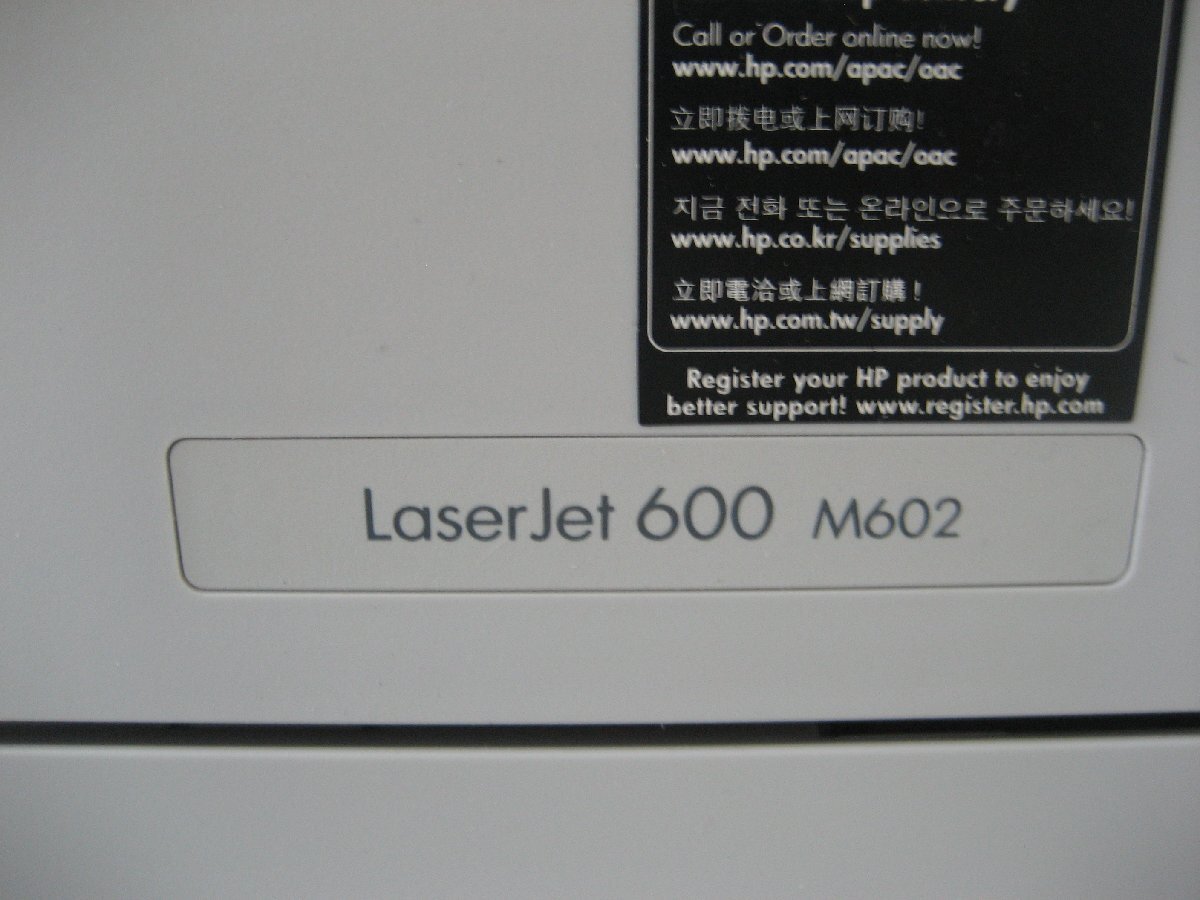 Call or Order online now!
www.hp.com/apac/oac
立即拨电或上网订购!
www.hp.com/apac/oac
지금 전화 또는 온라인으로 주문하세요!
www.hp.co.kr/supplies
立即電洽或上網訂購!
www.hp.com.tw/supply
Register your HP product to enjoy
better support! www.register.hp.com
LaserJet 600 M602